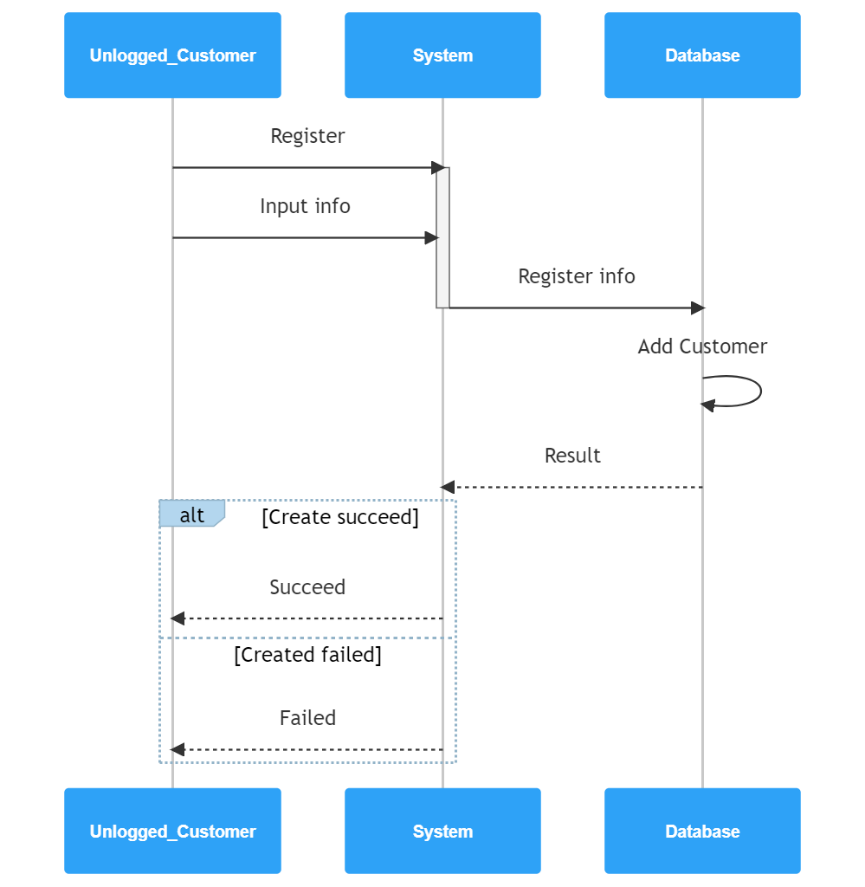 Unlogged_Customer
System
Database
Register
Input info
Register info
Add Customer
Result
alt
[Create succeed]
Succeed
[Created failed]
Failed
Unlogged_Customer
System
Database